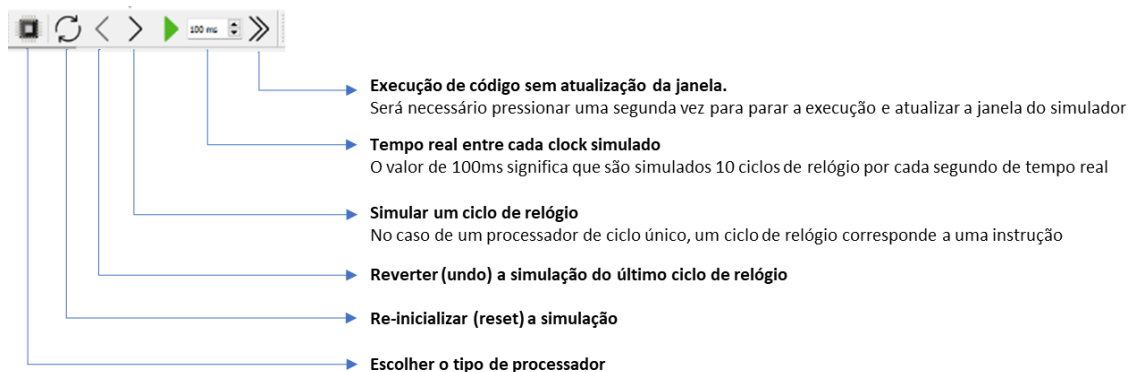 100 ms
Execução de código sem atualização da janela.
Será necessário pressionar uma segunda vez para parar a execução e atualizar a janela do simulador
Tempo real entre cada clock simulado
O valor de 100ms significa que são simulados 10 ciclos de relógio por cada segundo de tempo real
Simular um ciclo de relógio
No caso de um processador de ciclo único, um ciclo de relógio corresponde a uma instrução
Reverter (undo) a simulação do último ciclo de relógio
Re-inicializar (reset) a simulação
Escolher o tipo de processador